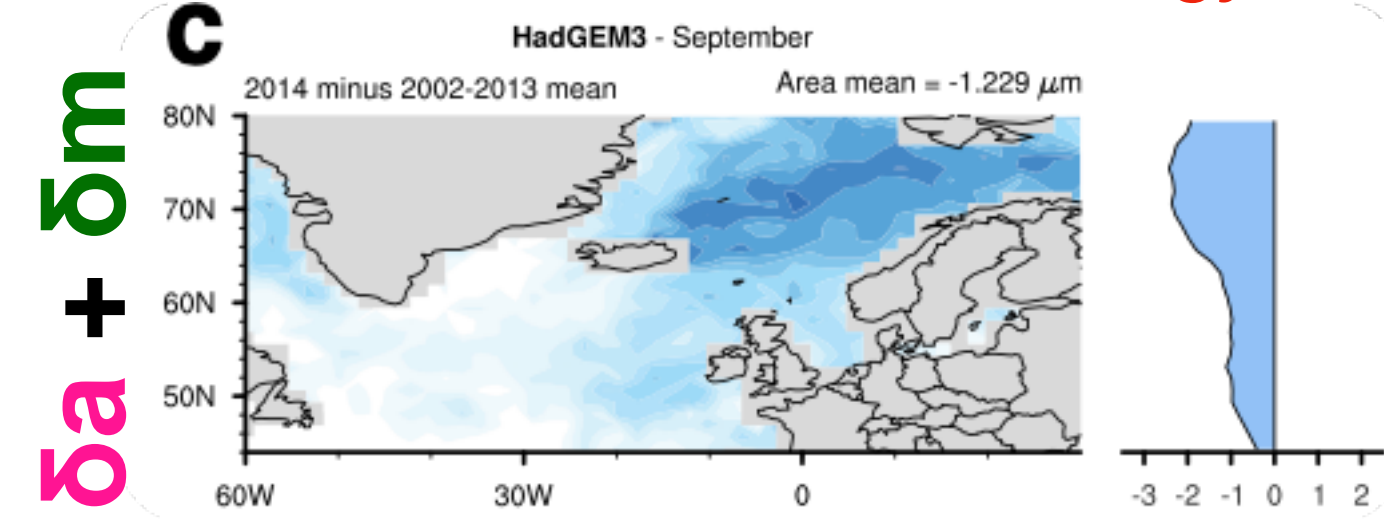 C
HadGEM3 - September
2014 minus 2002-2013 mean
Area mean = -1.229 μm
80N
70N
60N
50N
60W 30W 0
-3 -2 -1 0 1 2
δa + δm